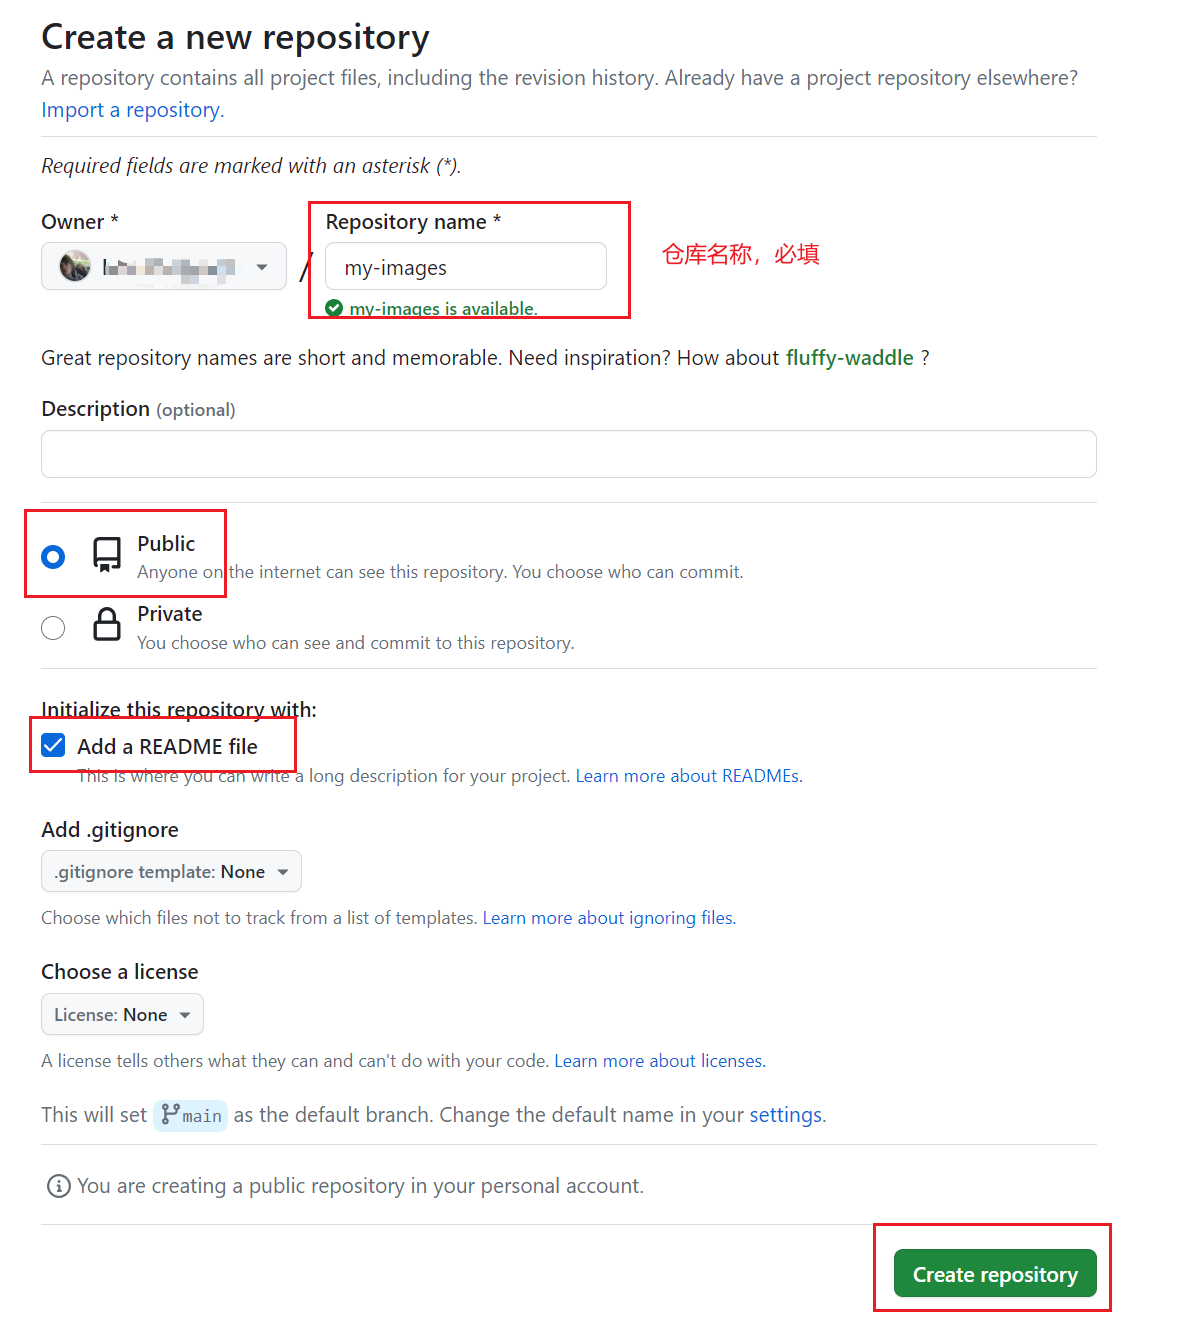 Create a new repository
A repository contains all project files, including the revision history. Already have a project repository elsewhere?
Import a repository.
Required fields are marked with an asterisk (*).
Owner *
Repository name *
/
my-images
仓库名称，必填
my-images is available.
Great repository names are short and memorable. Need inspiration? How about fluffy-waddle ?
Description (optional)
Public
Anyone on the internet can see this repository. You choose who can commit.
Private
You choose who can see and commit to this repository.
Initialize this repository with:
Add a README file
This is where you can write a long description for your project. Learn more about READMEs.
Add .gitignore
.gitignore template: None
Choose which files not to track from a list of templates. Learn more about ignoring files.
Choose a license
License: None
A license tells others what they can and can't do with your code. Learn more about licenses.
This will set main as the default branch. Change the default name in your settings.
You are creating a public repository in your personal account.
Create repository